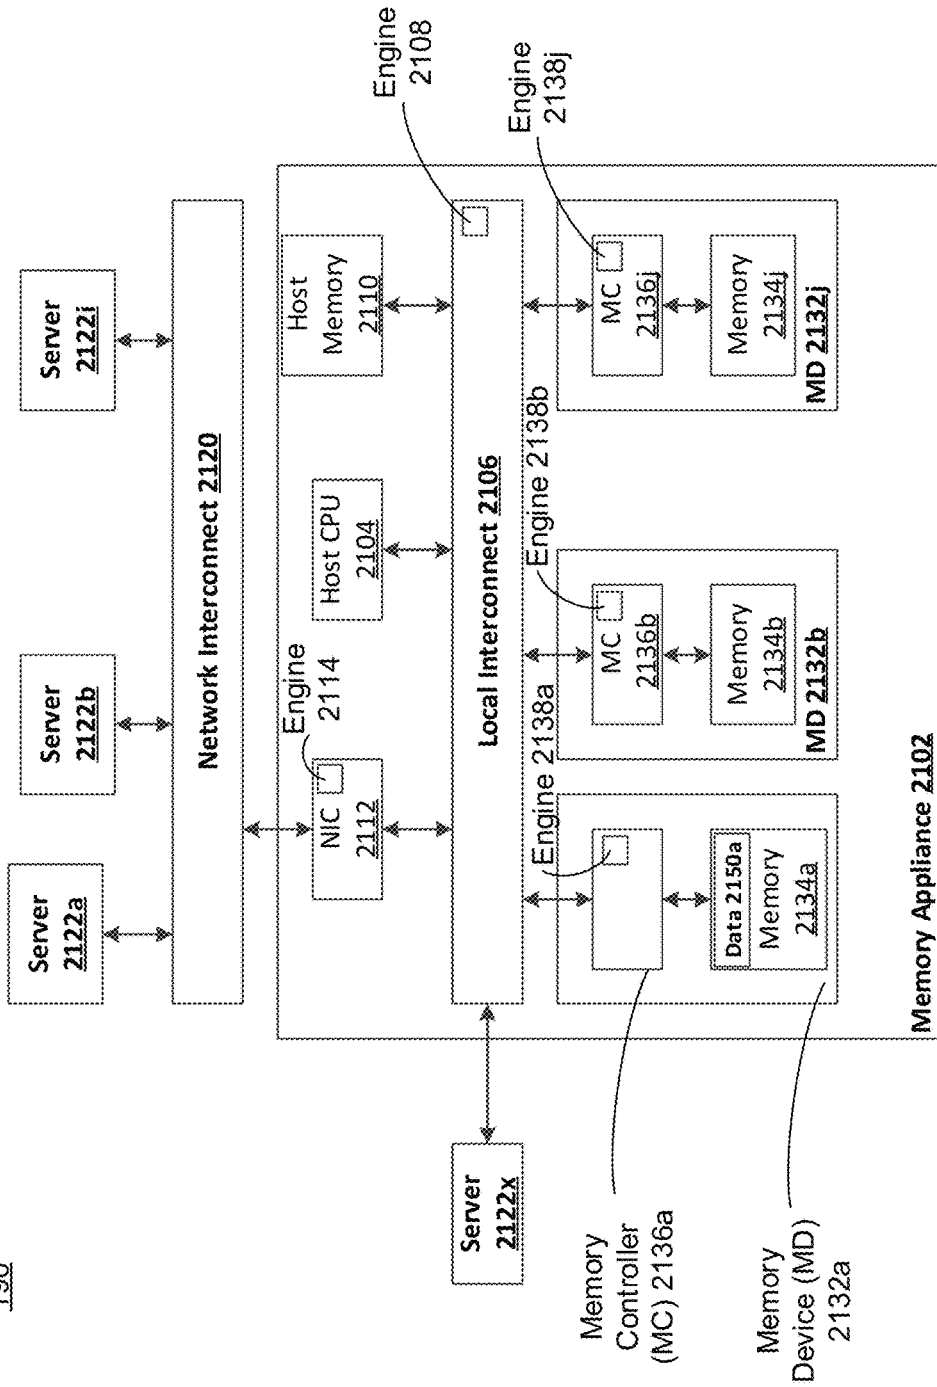 190
Server
2122a
Server
2122b
Server
2122i
Network Interconnect 2120
NIC
2112
Engine
2114
Host CPU
2104
Host
Memory
2110
Engine
2108
Server
2122x
Local Interconnect 2106
Engine 2138a
Engine 2138b
Engine
2138j
Memory
Controller
(MC) 2136a
MC
2136b
MC
2136j
Data 2150a
Memory
2134a
Memory
2134b
Memory
2134j
Memory
Device (MD)
2132a
MD 2132b
MD 2132j
Memory Appliance 2102